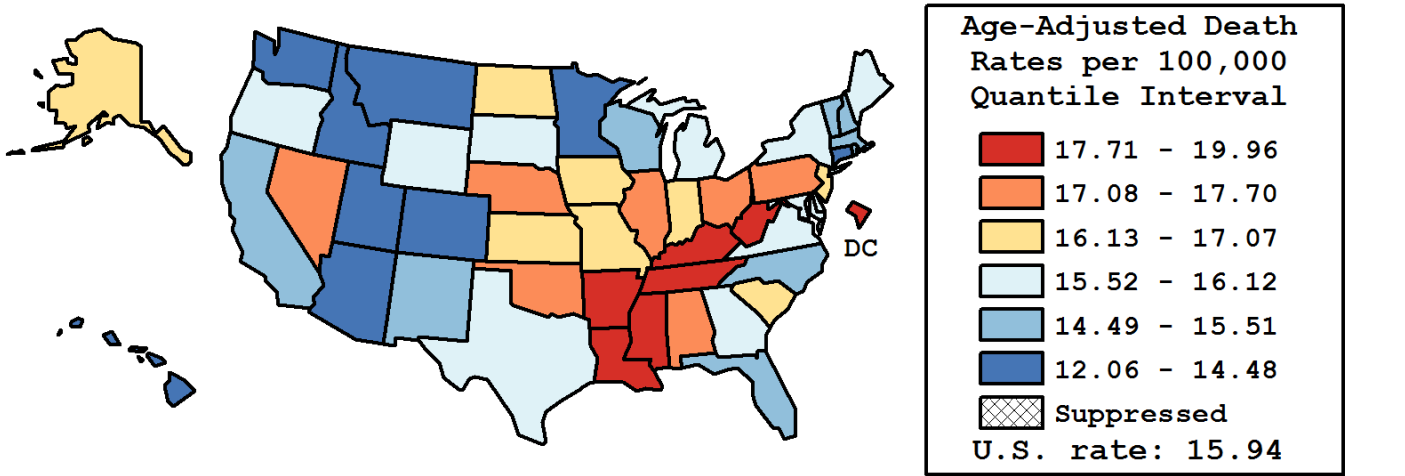 DC
Age-Adjusted Death
Rates per 100,000
Quantile Interval
17.71 - 19.96
17.08 - 17.70
16.13 - 17.07
15.52 - 16.12
14.49 - 15.51
12.06 - 14.48
Suppressed
U.S. rate: 15.94